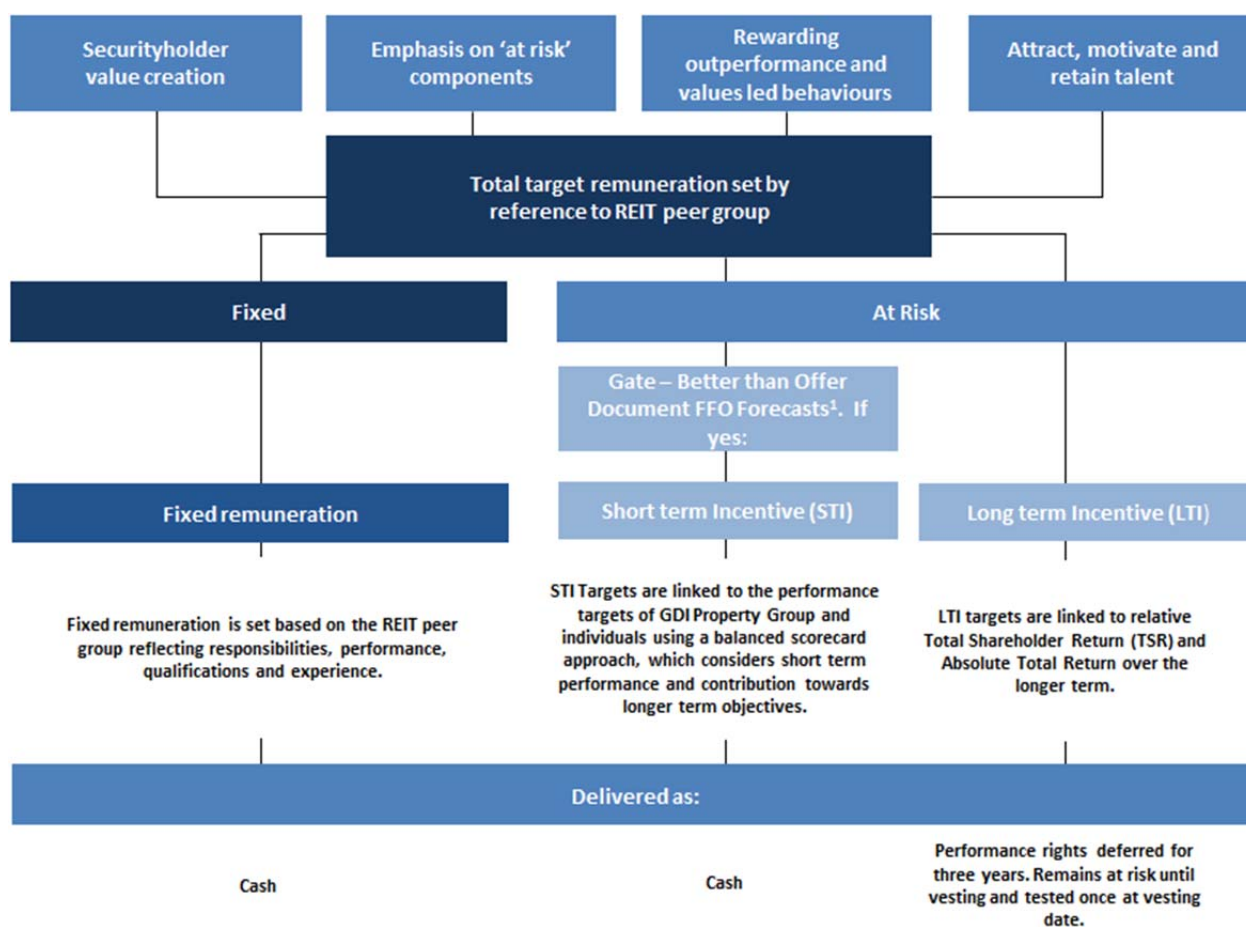 Securityholder
value creation
Emphasis on ‘at risk’
components
Rewarding
outperformance and
values led behaviours
Attract, motivate and
retain talent
Total target remuneration set by
reference to REIT peer group
Fixed
At Risk
Gate – Better than Offer
Document FFO Forecasts¹. If
yes:
Fixed remuneration
Short term Incentive (STI)
Long term Incentive (LTI)
Fixed remuneration is set based on the REIT peer
group reflecting responsibilities, performance,
qualifications and experience.
STI Targets are linked to the performance
targets of GDI Property Group and
individuals using a balanced scorecard
approach, which considers short term
performance and contribution towards
longer term objectives.
LTI targets are linked to relative
Total Shareholder Return (TSR) and
Absolute Total Return over the
longer term.
Delivered as:
Cash
Cash
Performance rights deferred for
three years. Remains at risk until
vesting and tested once at vesting
date.